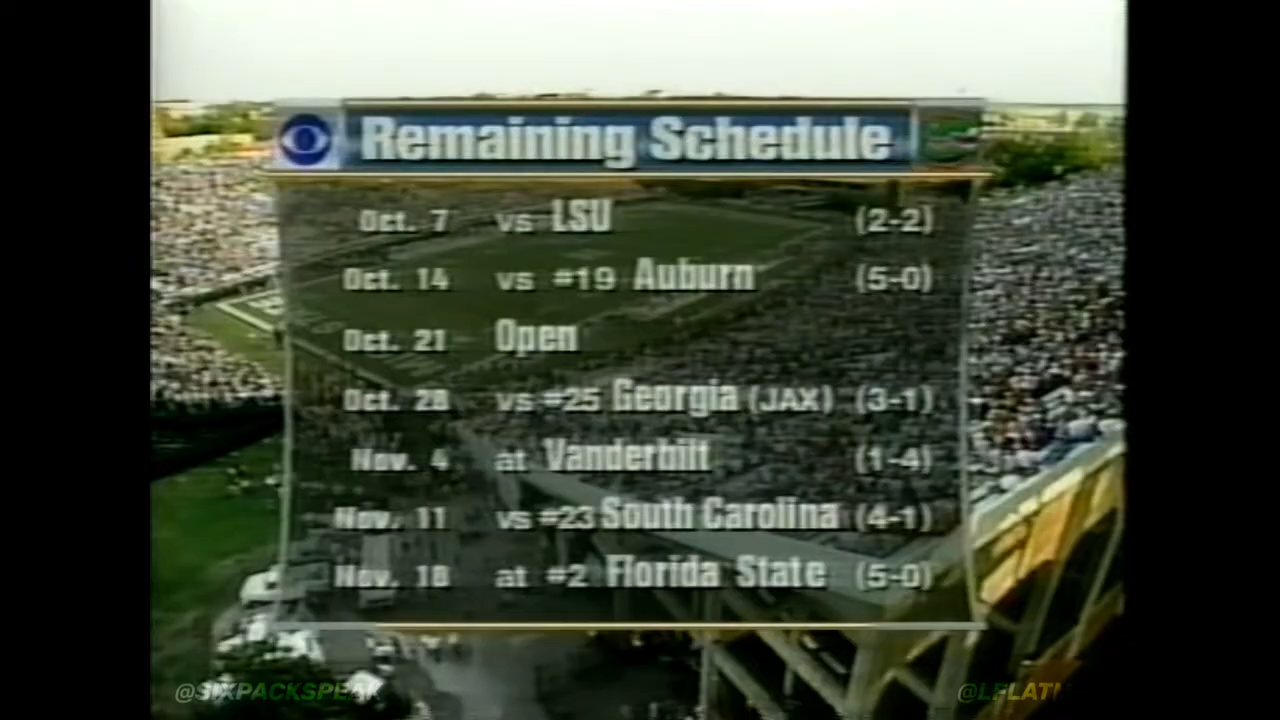 Remaining Schedule
Oct. 7 vs LSU (2-2)
Oct. 14 vs #19 Auburn (5-0)
Oct. 21 Open
Oct. 28 vs #25 Georgia (JAX) (3-1)
Nov. 4 at Vanderbilt (1-4)
Nov. 11 vs #23 South Carolina (4-1)
Nov. 18 at #2 Florida State (5-0)
@SIXPACKSPEAK